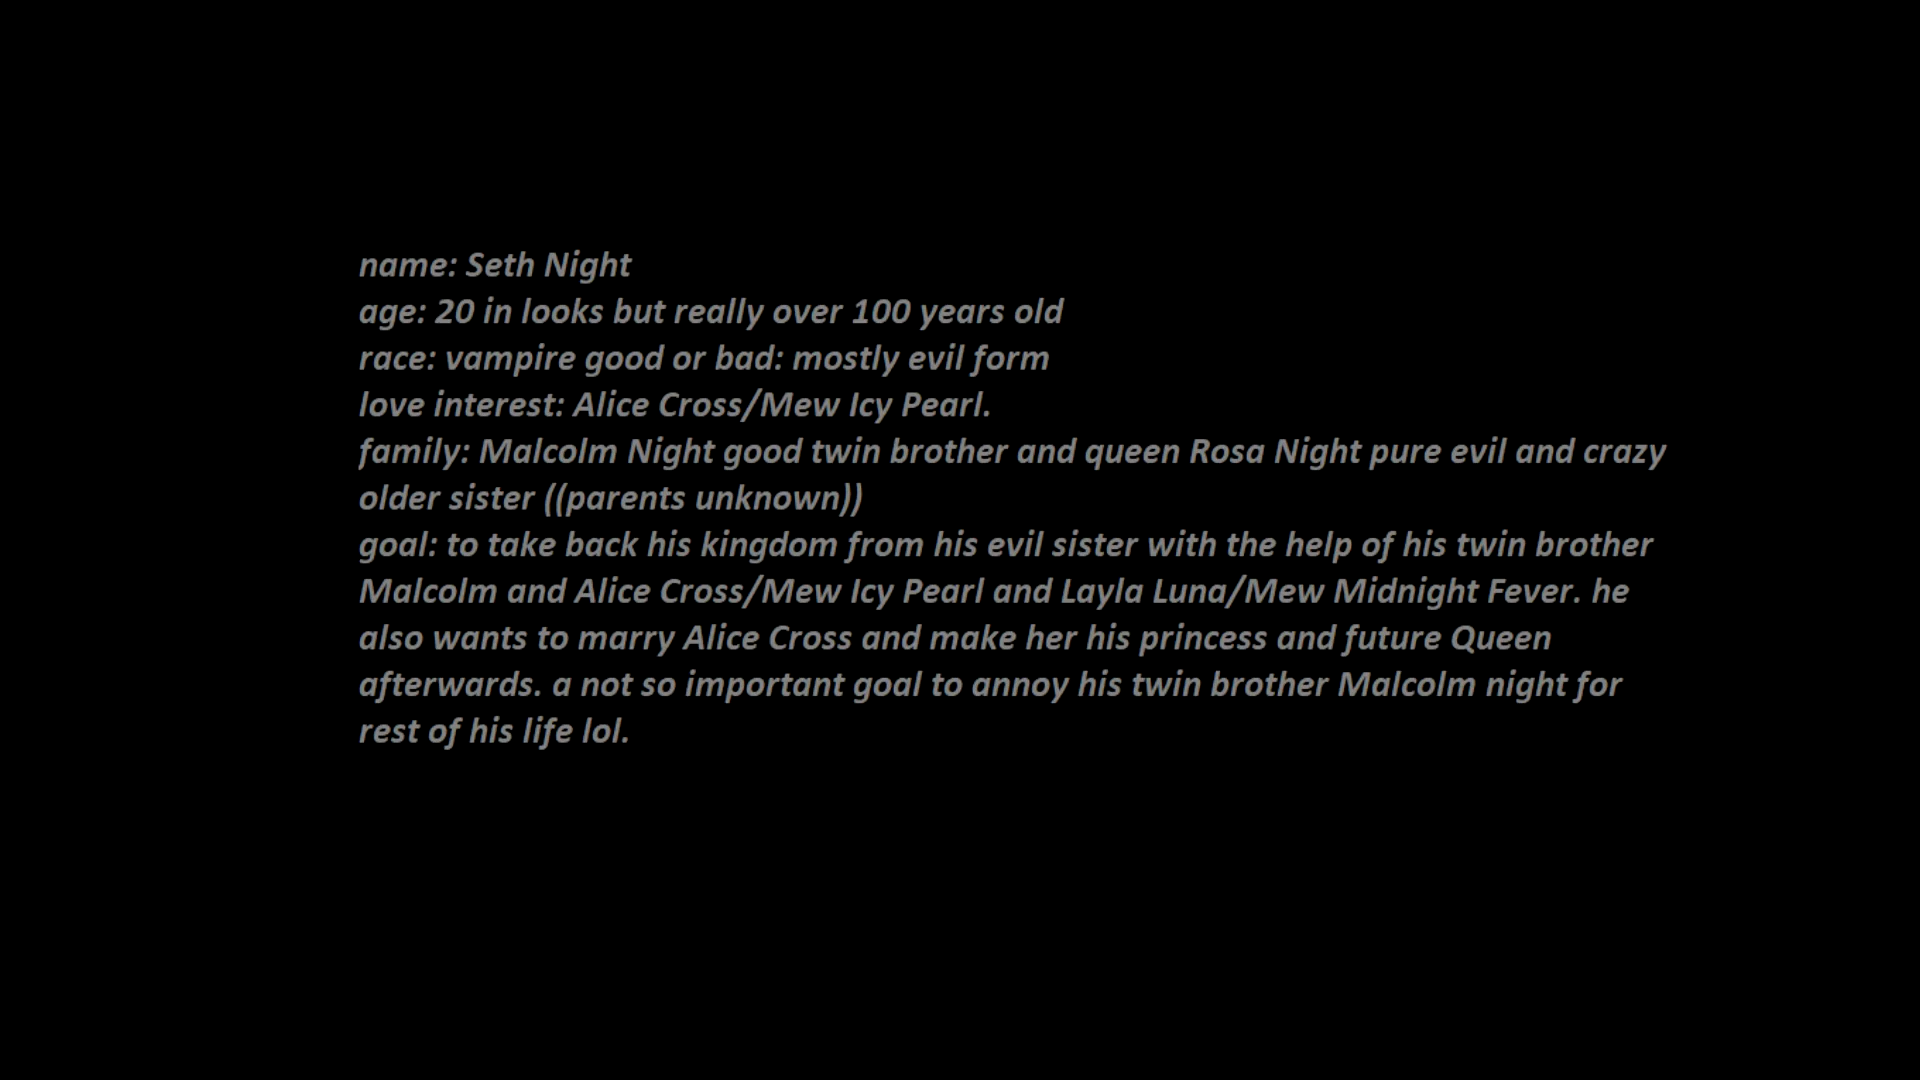 name: Seth Night
age: 20 in looks but really over 100 years old
race: vampire good or bad: mostly evil form
love interest: Alice Cross/Mew Icy Pearl.
family: Malcolm Night good twin brother and queen Rosa Night pure evil and crazy
older sister ((parents unknown))
goal: to take back his kingdom from his evil sister with the help of his twin brother
Malcolm and Alice Cross/Mew Icy Pearl and Layla Luna/Mew Midnight Fever. he
also wants to marry Alice Cross and make her his princess and future Queen
afterwards. a not so important goal to annoy his twin brother Malcolm night for
rest of his life lol.